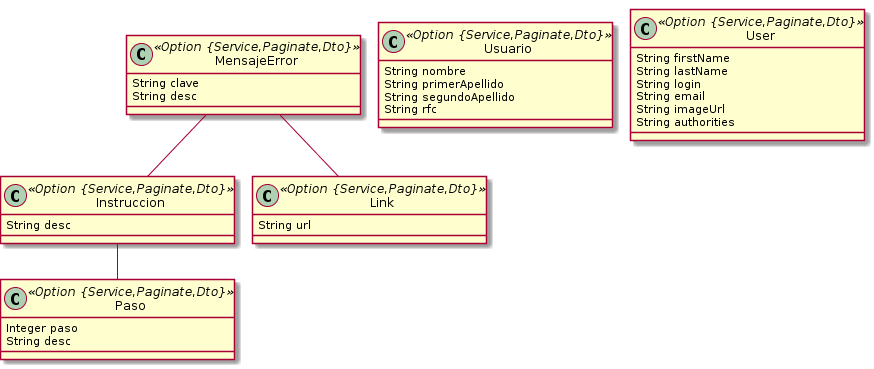 C «Option {Service,Paginate,Dto}»
MensajeError
String clave
String desc
C «Option {Service,Paginate,Dto}»
Usuario
String nombre
String primerApellido
String segundoApellido
String rfc
C «Option {Service,Paginate,Dto}»
User
String firstName
String lastName
String login
String email
String imageUrl
String authorities
C «Option {Service,Paginate,Dto}»
Instruccion
String desc
C «Option {Service,Paginate,Dto}»
Link
String url
C «Option {Service,Paginate,Dto}»
Paso
Integer paso
String desc